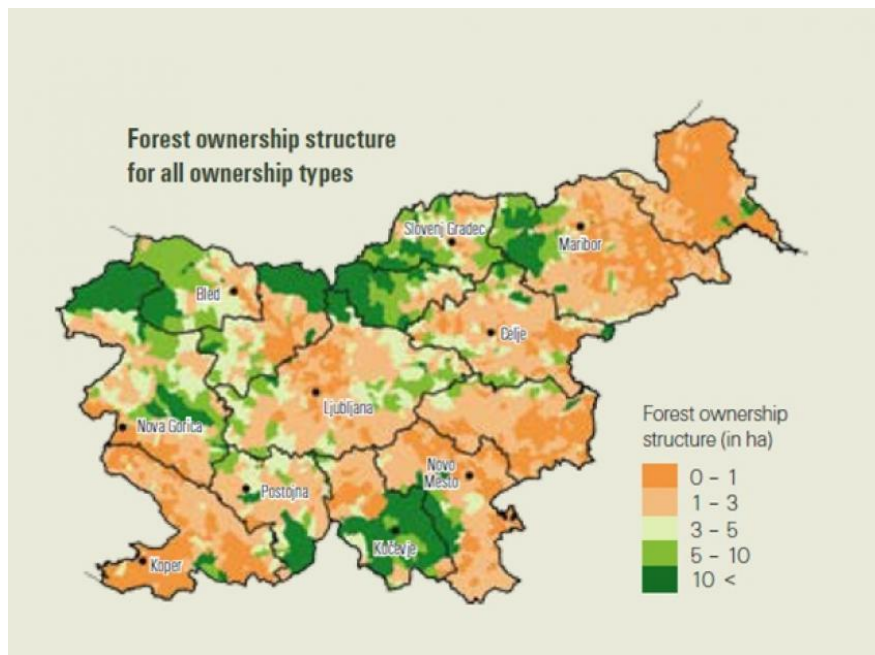 Forest ownership structure
for all ownership types
Slovenj Gradec
Maribor
Bled
Celje
Ljubljana
Nova Gorica
Novo
Mesto
Postojna
Kočevje
Koper
Forest ownership
structure (in ha)
0 – 1
1 – 3
3 – 5
5 – 10
10 <